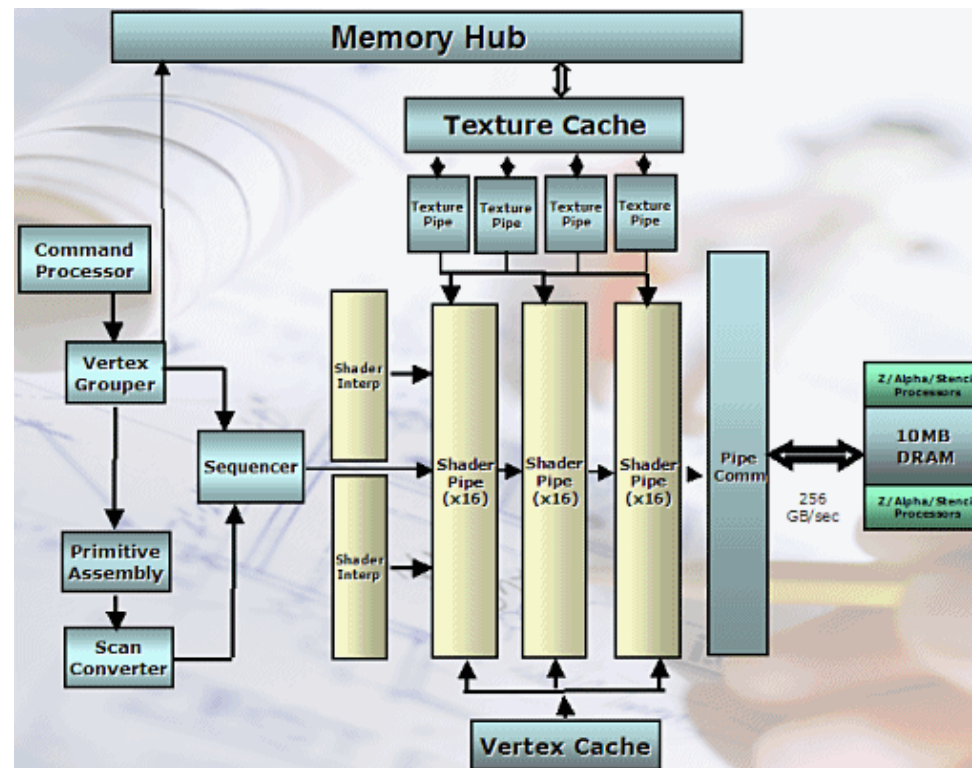 Memory Hub
Texture Cache
Texture
Pipe
Texture
Pipe
Texture
Pipe
Texture
Pipe
Command
Processor
Vertex
Grouper
Sequencer
Primitive
Assembly
Scan
Converter
Shader
Interp
Shader
Interp
Shader
Pipe
(x16)
Shader
Pipe
(x16)
Shader
Pipe
(x16)
Pipe
Comm
256
GB/sec
Z/Alpha/Stenci
Processors
10MB
DRAM
Z/Alpha/Stenci
Processors
Vertex Cache